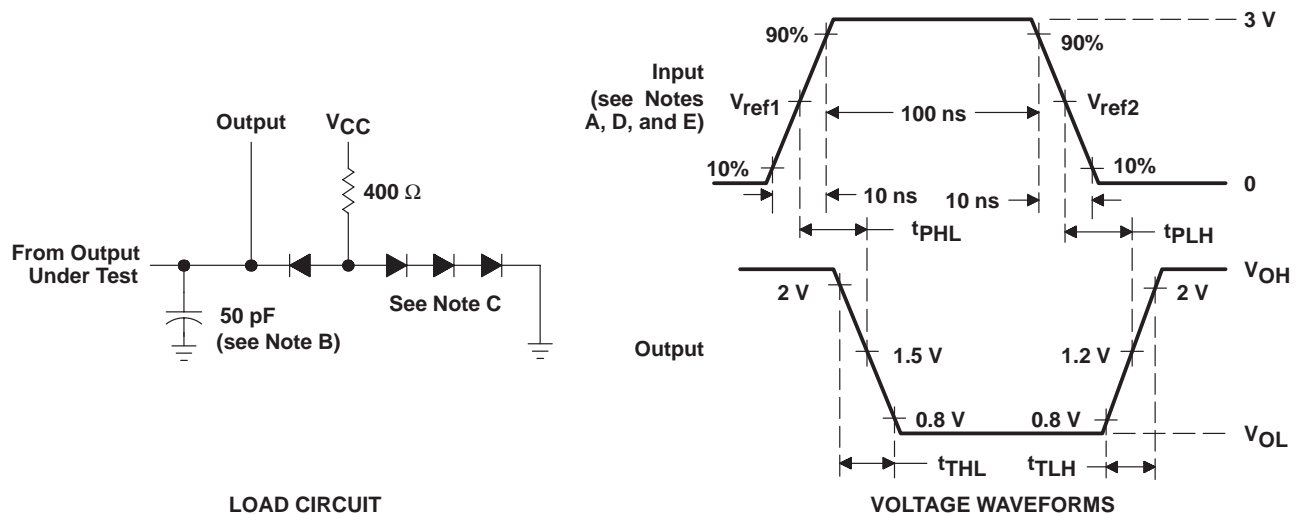 Output
VCC
400 Ω
From Output
Under Test
50 pF
(see Note B)
See Note C
LOAD CIRCUIT
Input
(see Notes
A, D, and E)
3 V
90%
90%
Vref1
Vref2
100 ns
10%
10%
0
10 ns
10 ns
tPHL
tPLH
VOH
2 V
2 V
Output
1.5 V
1.2 V
0.8 V
0.8 V
VOL
tTHL
tTLH
VOLTAGE WAVEFORMS